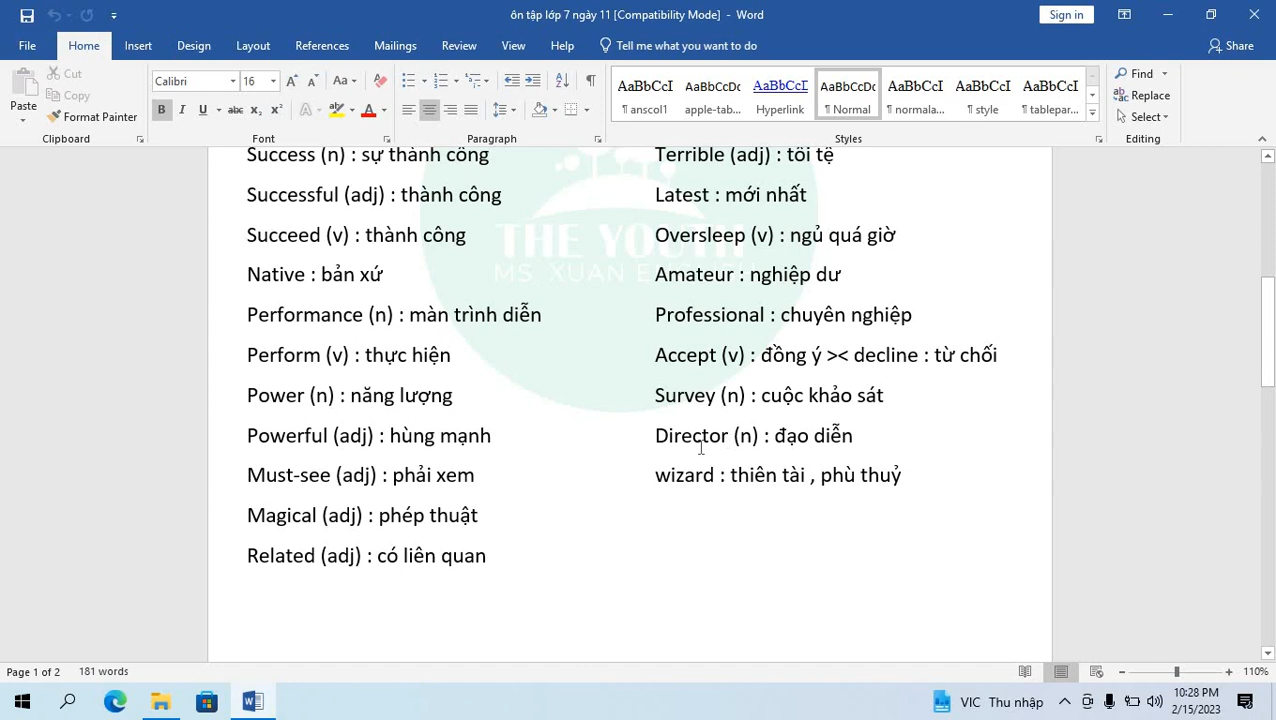 ôn tập lớp 7 ngày 11 [Compatibility Mode] - Word
Sign in
File Home Insert Design Layout References Mailings Review View Help Tell me what you want to do Share
Paste
Cut
Copy
Format Painter
Clipboard
Calibri 16
Font
Paragraph
AaBbCcI AaBbCcDc AaBbCcI AaBbCcDc AaBbCcI AaBbCcI AaBbCcI
¶ anscol1 apple-tab... Hyperlink ¶ Normal ¶ normala... ¶ style ¶ tablepar...
Styles
Find
Replace
Select
Editing
Success (n) : sự thành công
Successful (adj) : thành công
Succeed (v) : thành công
Native : bản xứ
Performance (n) : màn trình diễn
Perform (v) : thực hiện
Power (n) : năng lượng
Powerful (adj) : hùng mạnh
Must-see (adj) : phải xem
Magical (adj) : phép thuật
Related (adj) : có liên quan
Terrible (adj) : tồi tệ
Latest : mới nhất
Oversleep (v) : ngủ quá giờ
Amateur : nghiệp dư
Professional : chuyên nghiệp
Accept (v) : đồng ý >< decline : từ chối
Survey (n) : cuộc khảo sát
Director (n) : đạo diễn
wizard : thiên tài , phù thuỷ
THE YOUTH
MS XUAN ENGLISH
Page 1 of 2 181 words
110%
VIC Thu nhập
10:28 PM
2/15/2023